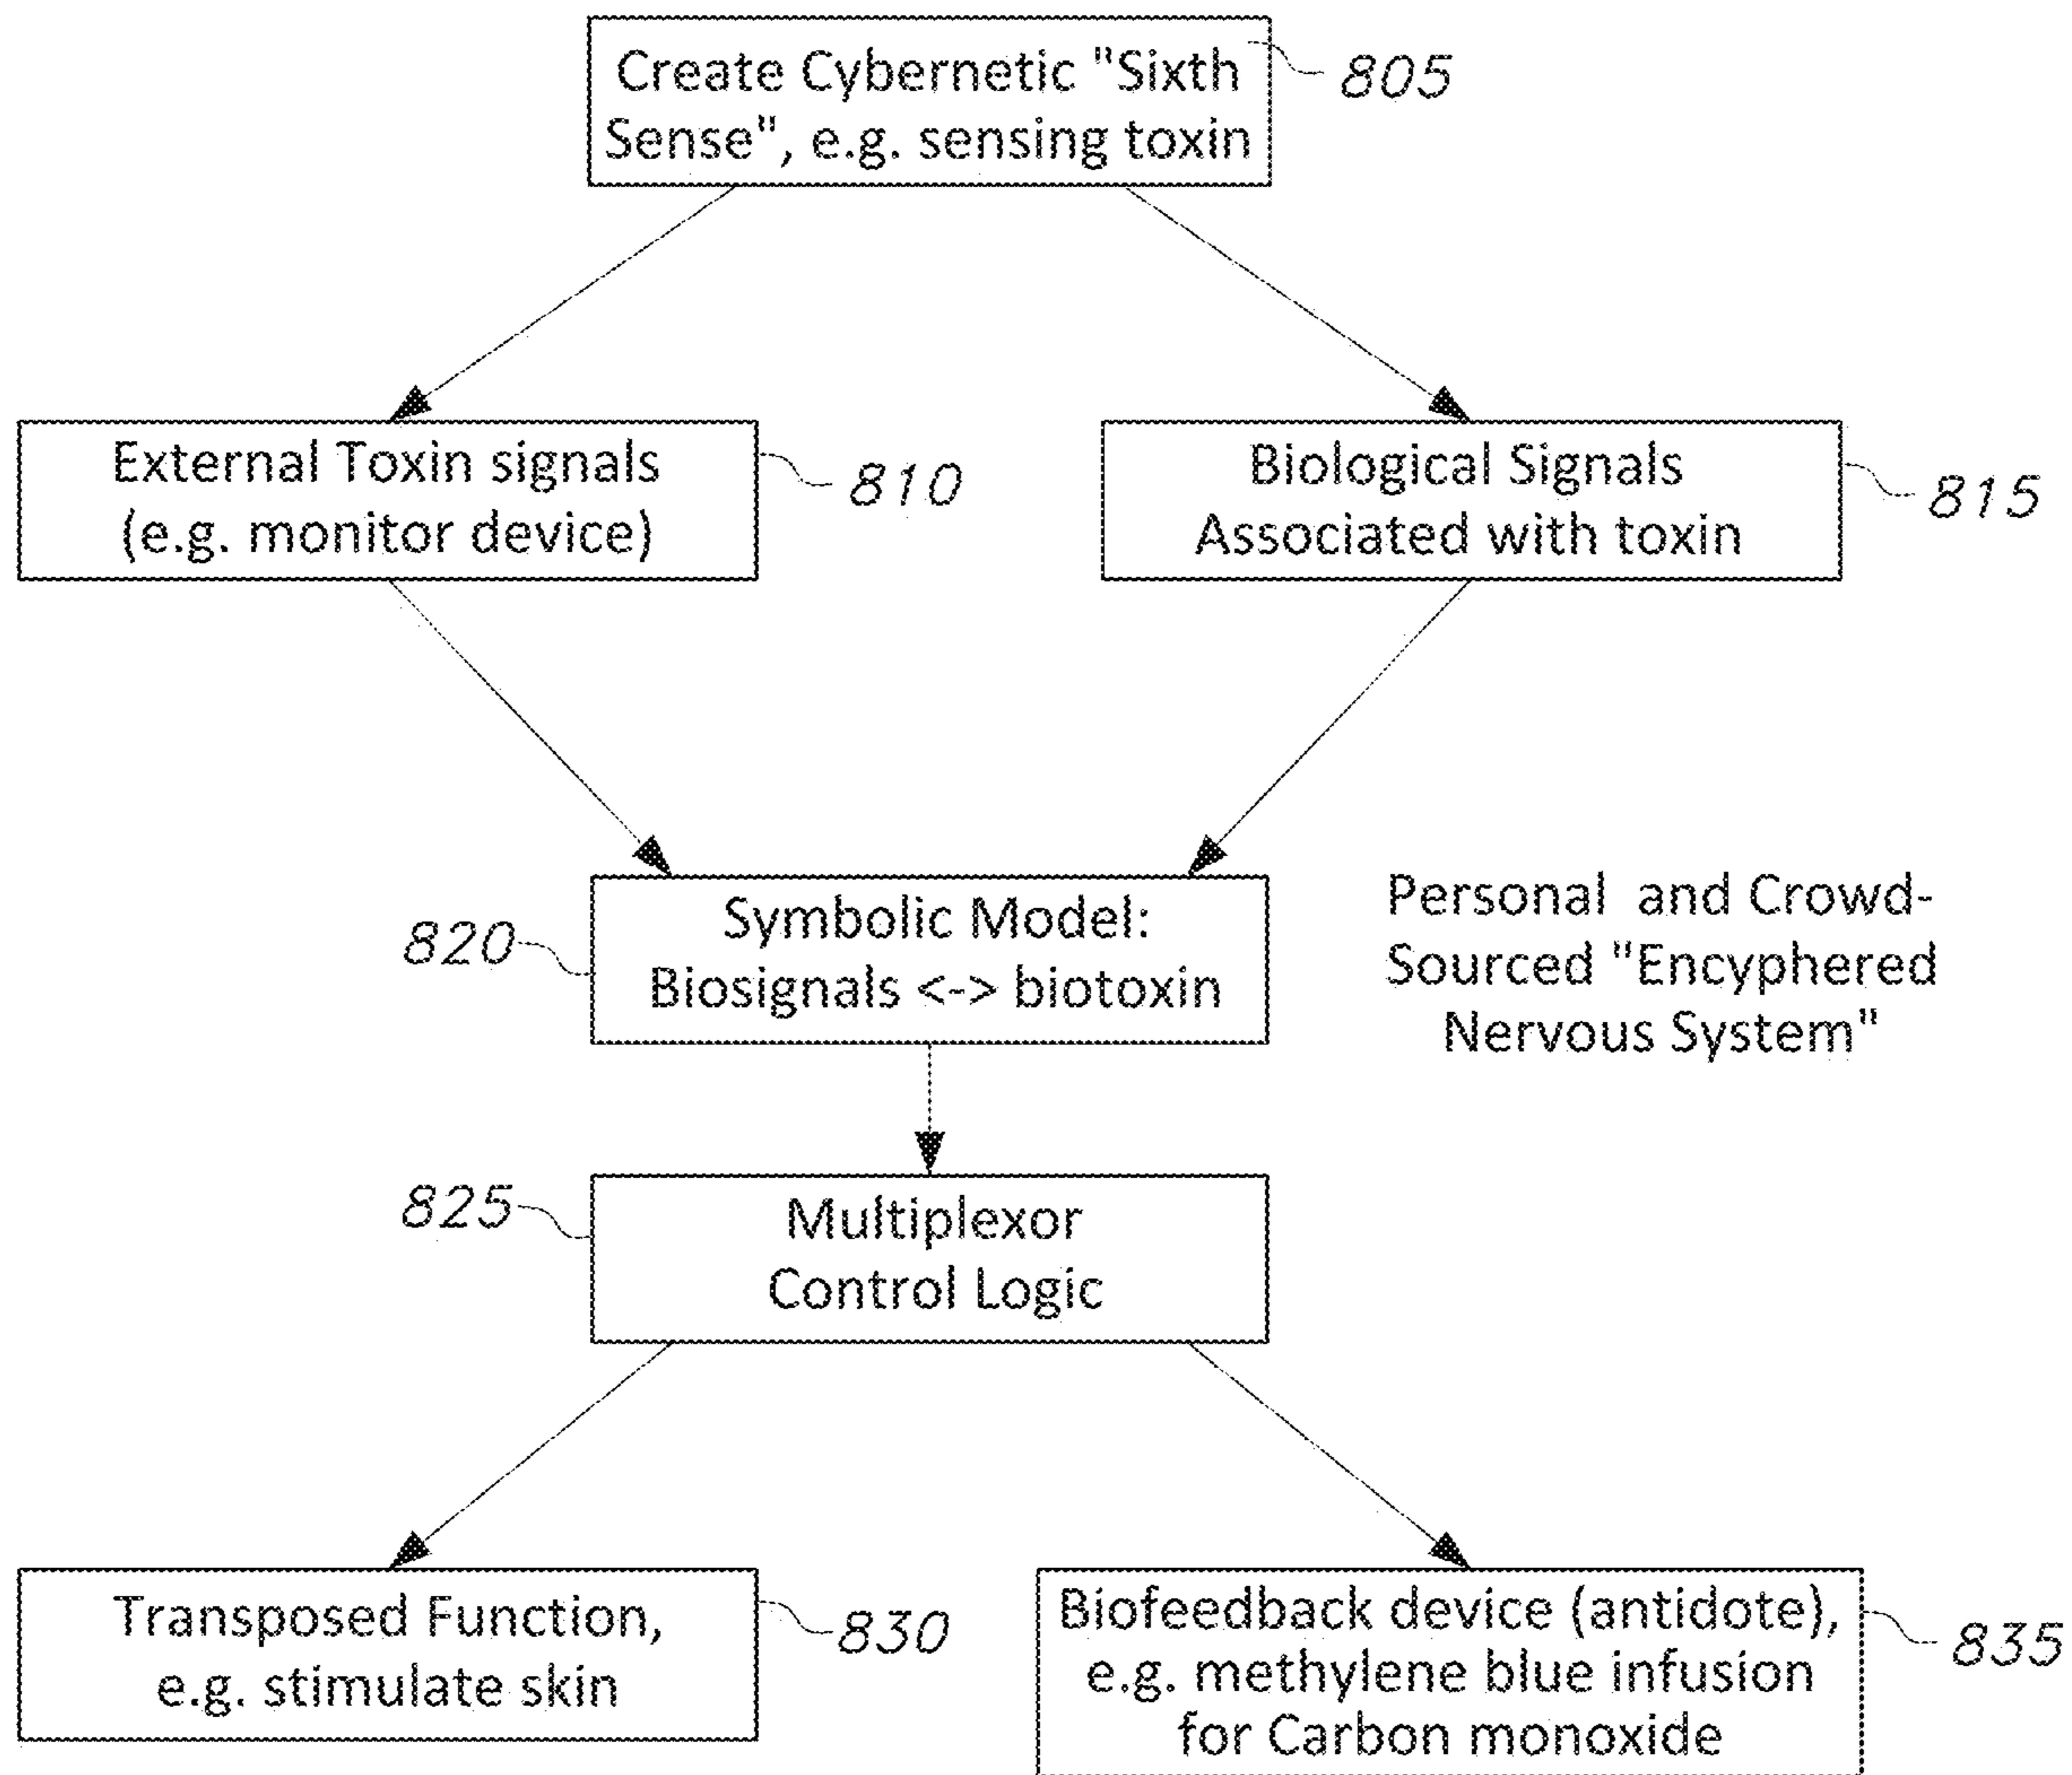 Create Cybernetic "Sixth
Sense", e.g. sensing toxin
805
External Toxin signals
(e.g. monitor device)
810
Biological Signals
Associated with toxin
815
820
Symbolic Model:
Biosignals <-> biotoxin
Personal and Crowd-
Sourced "Encyphered
Nervous System"
825
Multiplexor
Control Logic
Transposed Function,
e.g. stimulate skin
830
Biofeedback device (antidote),
e.g. methylene blue infusion
for Carbon monoxide
835